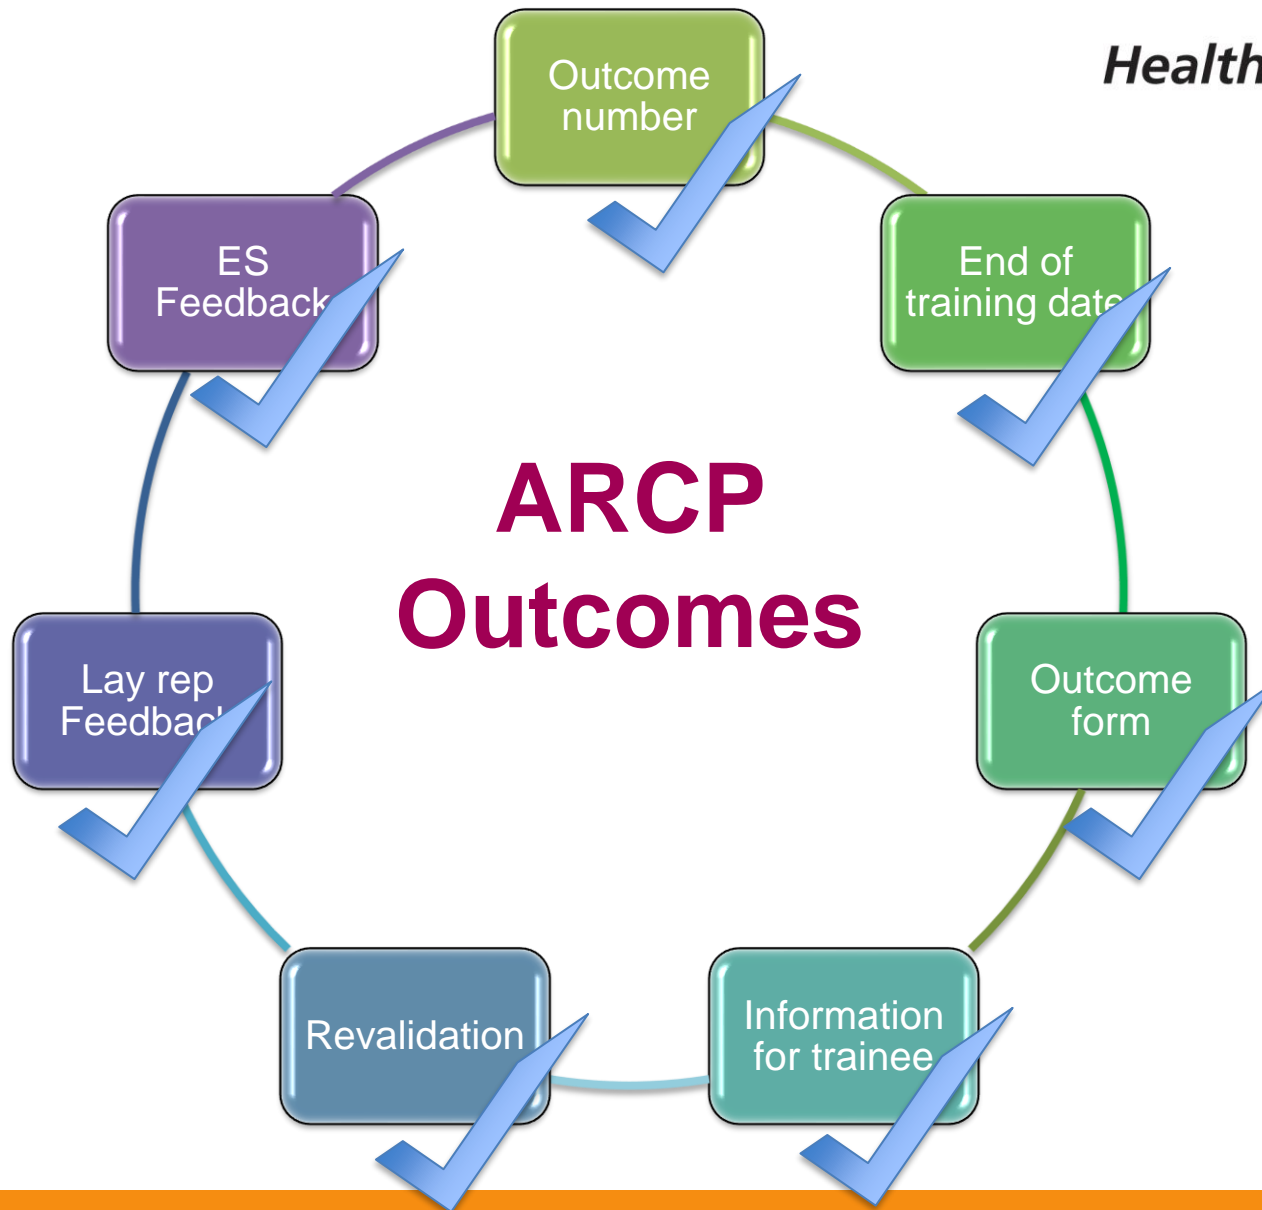 Health
Outcome
number
End of
training date
Outcome
form
Information
for trainee
Revalidation
Lay rep
Feedback
ES
Feedback
ARCP
Outcomes